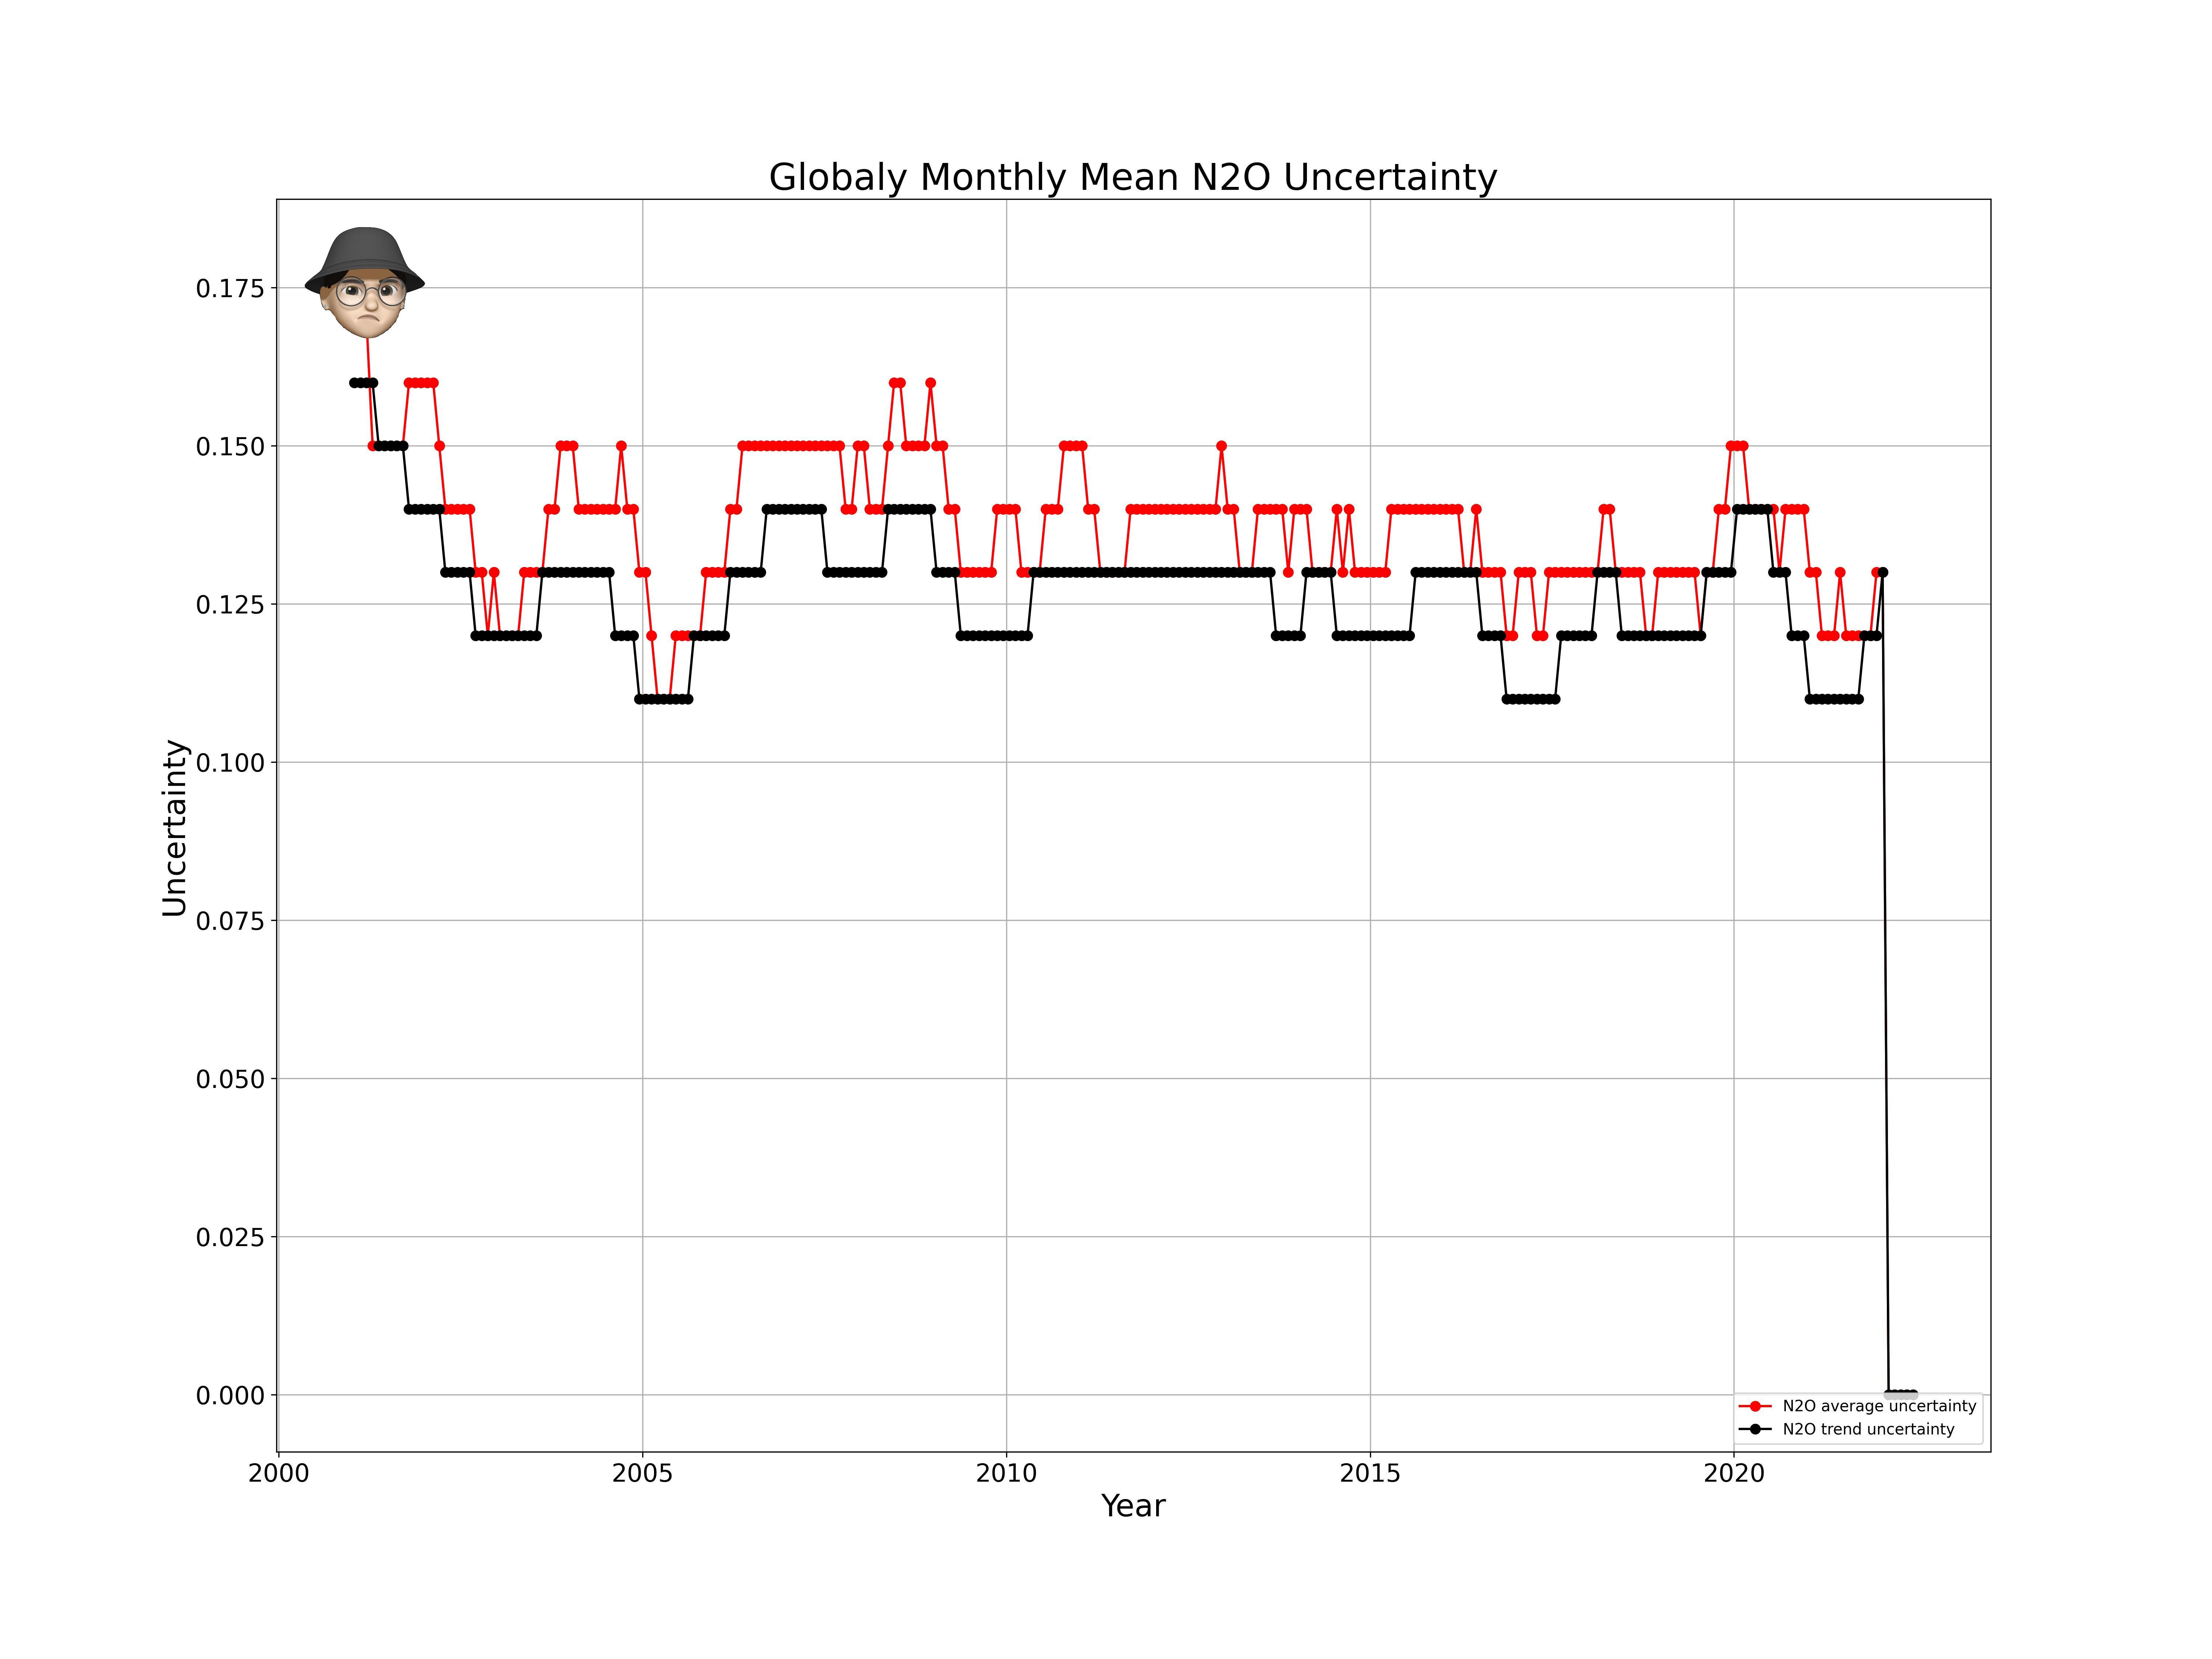 Globaly Monthly Mean N2O Uncertainty
0.175
0.150
0.125
0.100
0.075
0.050
0.025
0.000
Uncertainty
2000 2005 2010 2015 2020
Year
N2O average uncertainty
N2O trend uncertainty